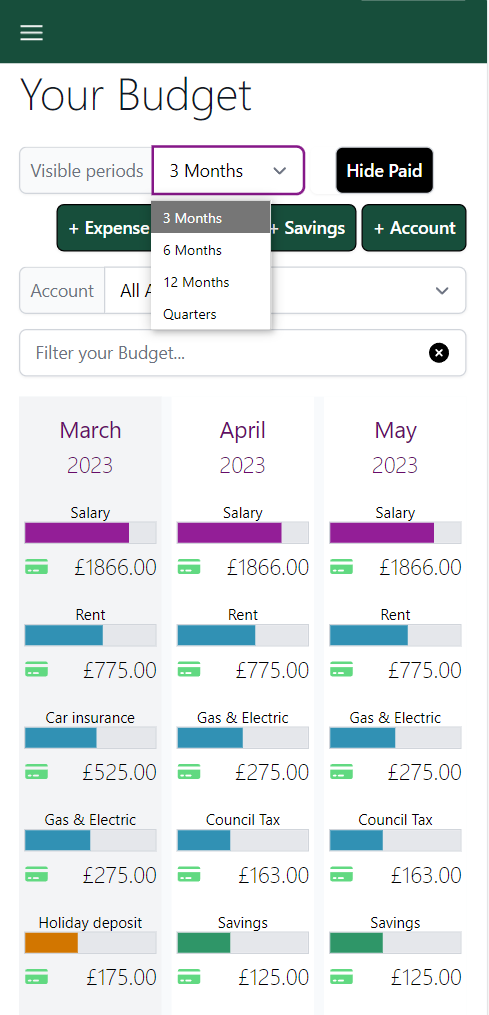 Your Budget
Visible periods 3 Months Hide Paid
3 Months
6 Months
12 Months
Quarters
+ Expense + Savings + Account
Account All A
Filter your Budget...
March April May
2023 2023 2023
Salary Salary Salary
£1866.00 £1866.00 £1866.00
Rent Rent Rent
£775.00 £775.00 £775.00
Car insurance Gas & Electric Gas & Electric
£525.00 £275.00 £275.00
Gas & Electric Council Tax Council Tax
£275.00 £163.00 £163.00
Holiday deposit Savings Savings
£175.00 £125.00 £125.00